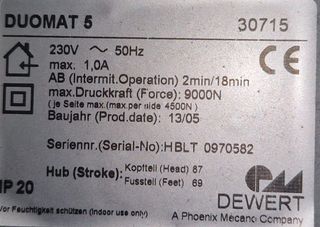 DUOMAT 5 30715
230V ~ 50Hz
max. 1,0A
AB (Intermit.Operation) 2min/18min
max.Druckkraft (Force): 9000N
( je Seite max.(max.per side 4500N )
Baujahr (Prod.date): 13/05
CE
Seriennr.(Serial-No):HBLT 0970582
Hub (Stroke): Kopfteil (Head) 87
Fussteil (Feet) 69
IP 20
DEWERT
Vor Feuchtigkeit schützen (Indoor use only)
A Phoenix Mecano Company